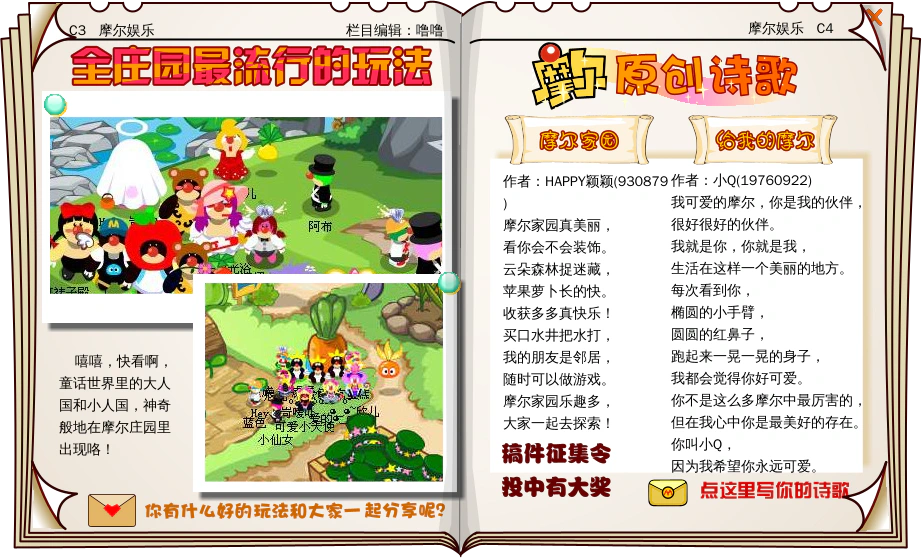 C3 摩尔娱乐
栏目编辑：噜噜
全庄园最流行的玩法
儿
阿布
嘻嘻，快看啊，
童话世界里的大人
国和小人国，神奇
般地在摩尔庄园里
出现咯！
Hey
欣儿
蓝色
可爱小天使
小仙女
你有什么好的玩法和大家一起分享呢？
摩尔娱乐 C4
摩尔原创诗歌
摩尔家园
作者：HAPPY颖颖(930879
)
摩尔家园真美丽，
看你会不会装饰。
云朵森林捉迷藏，
苹果萝卜长的快。
收获多多真快乐！
买口水井把水打，
我的朋友是邻居，
随时可以做游戏。
摩尔家园乐趣多，
大家一起去探索！
稿件征集令
投中有大奖
给我的摩尔
作者：小Q(19760922)
我可爱的摩尔，你是我的伙伴，
很好很好的伙伴。
我就是你，你就是我，
生活在这样一个美丽的地方。
每次看到你，
椭圆的小手臂，
圆圆的红鼻子，
跑起来一晃一晃的身子，
我都会觉得你好可爱。
你不是这么多摩尔中最厉害的，
但在我心中你是最美好的存在。
你叫小Q，
因为我希望你永远可爱。
点这里写你的诗歌